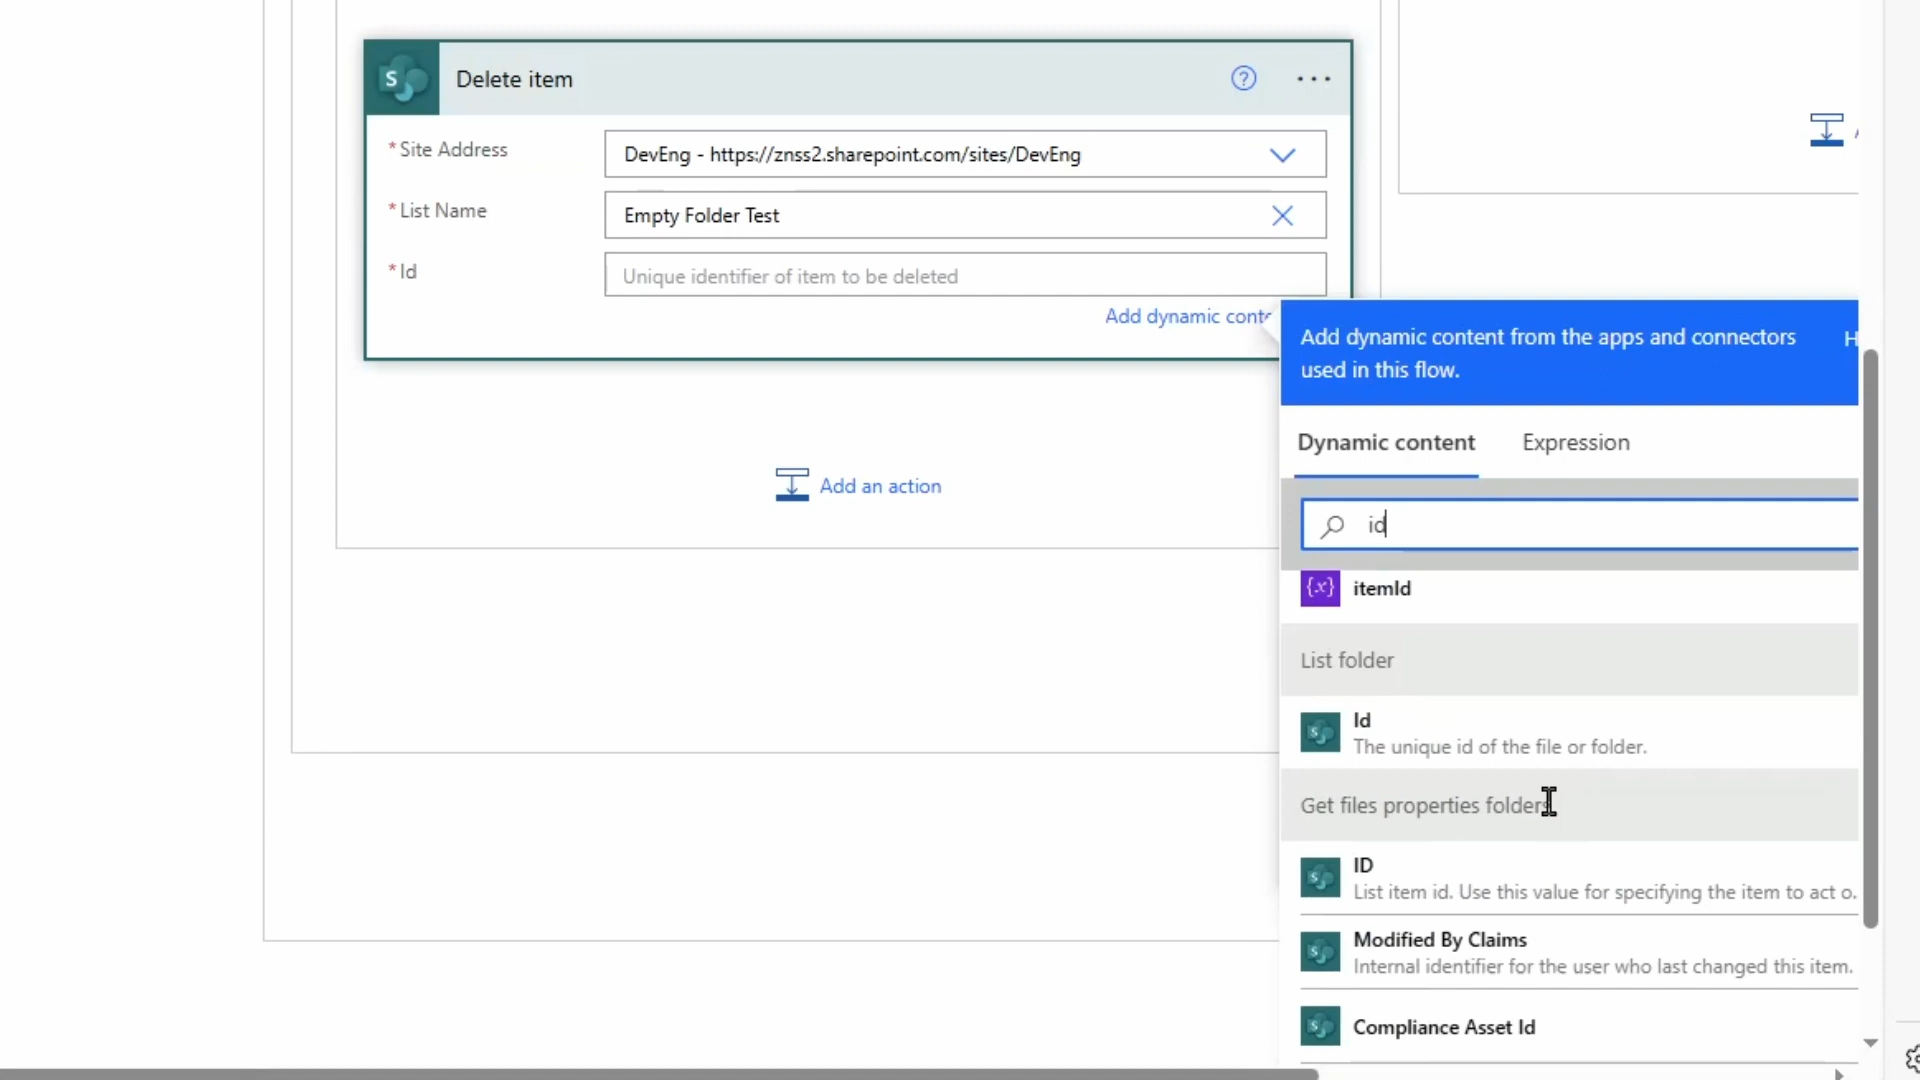 Delete item
* Site Address
DevEng - https://znss2.sharepoint.com/sites/DevEng
* List Name
Empty Folder Test
* Id
Unique identifier of item to be deleted
Add dynamic conte
Add an action
Add dynamic content from the apps and connectors
used in this flow.
H
Dynamic content
Expression
id
{x} itemId
List folder
Id
The unique id of the file or folder.
Get files properties folders
ID
List item id. Use this value for specifying the item to act o.
Modified By Claims
Internal identifier for the user who last changed this item.
Compliance Asset Id